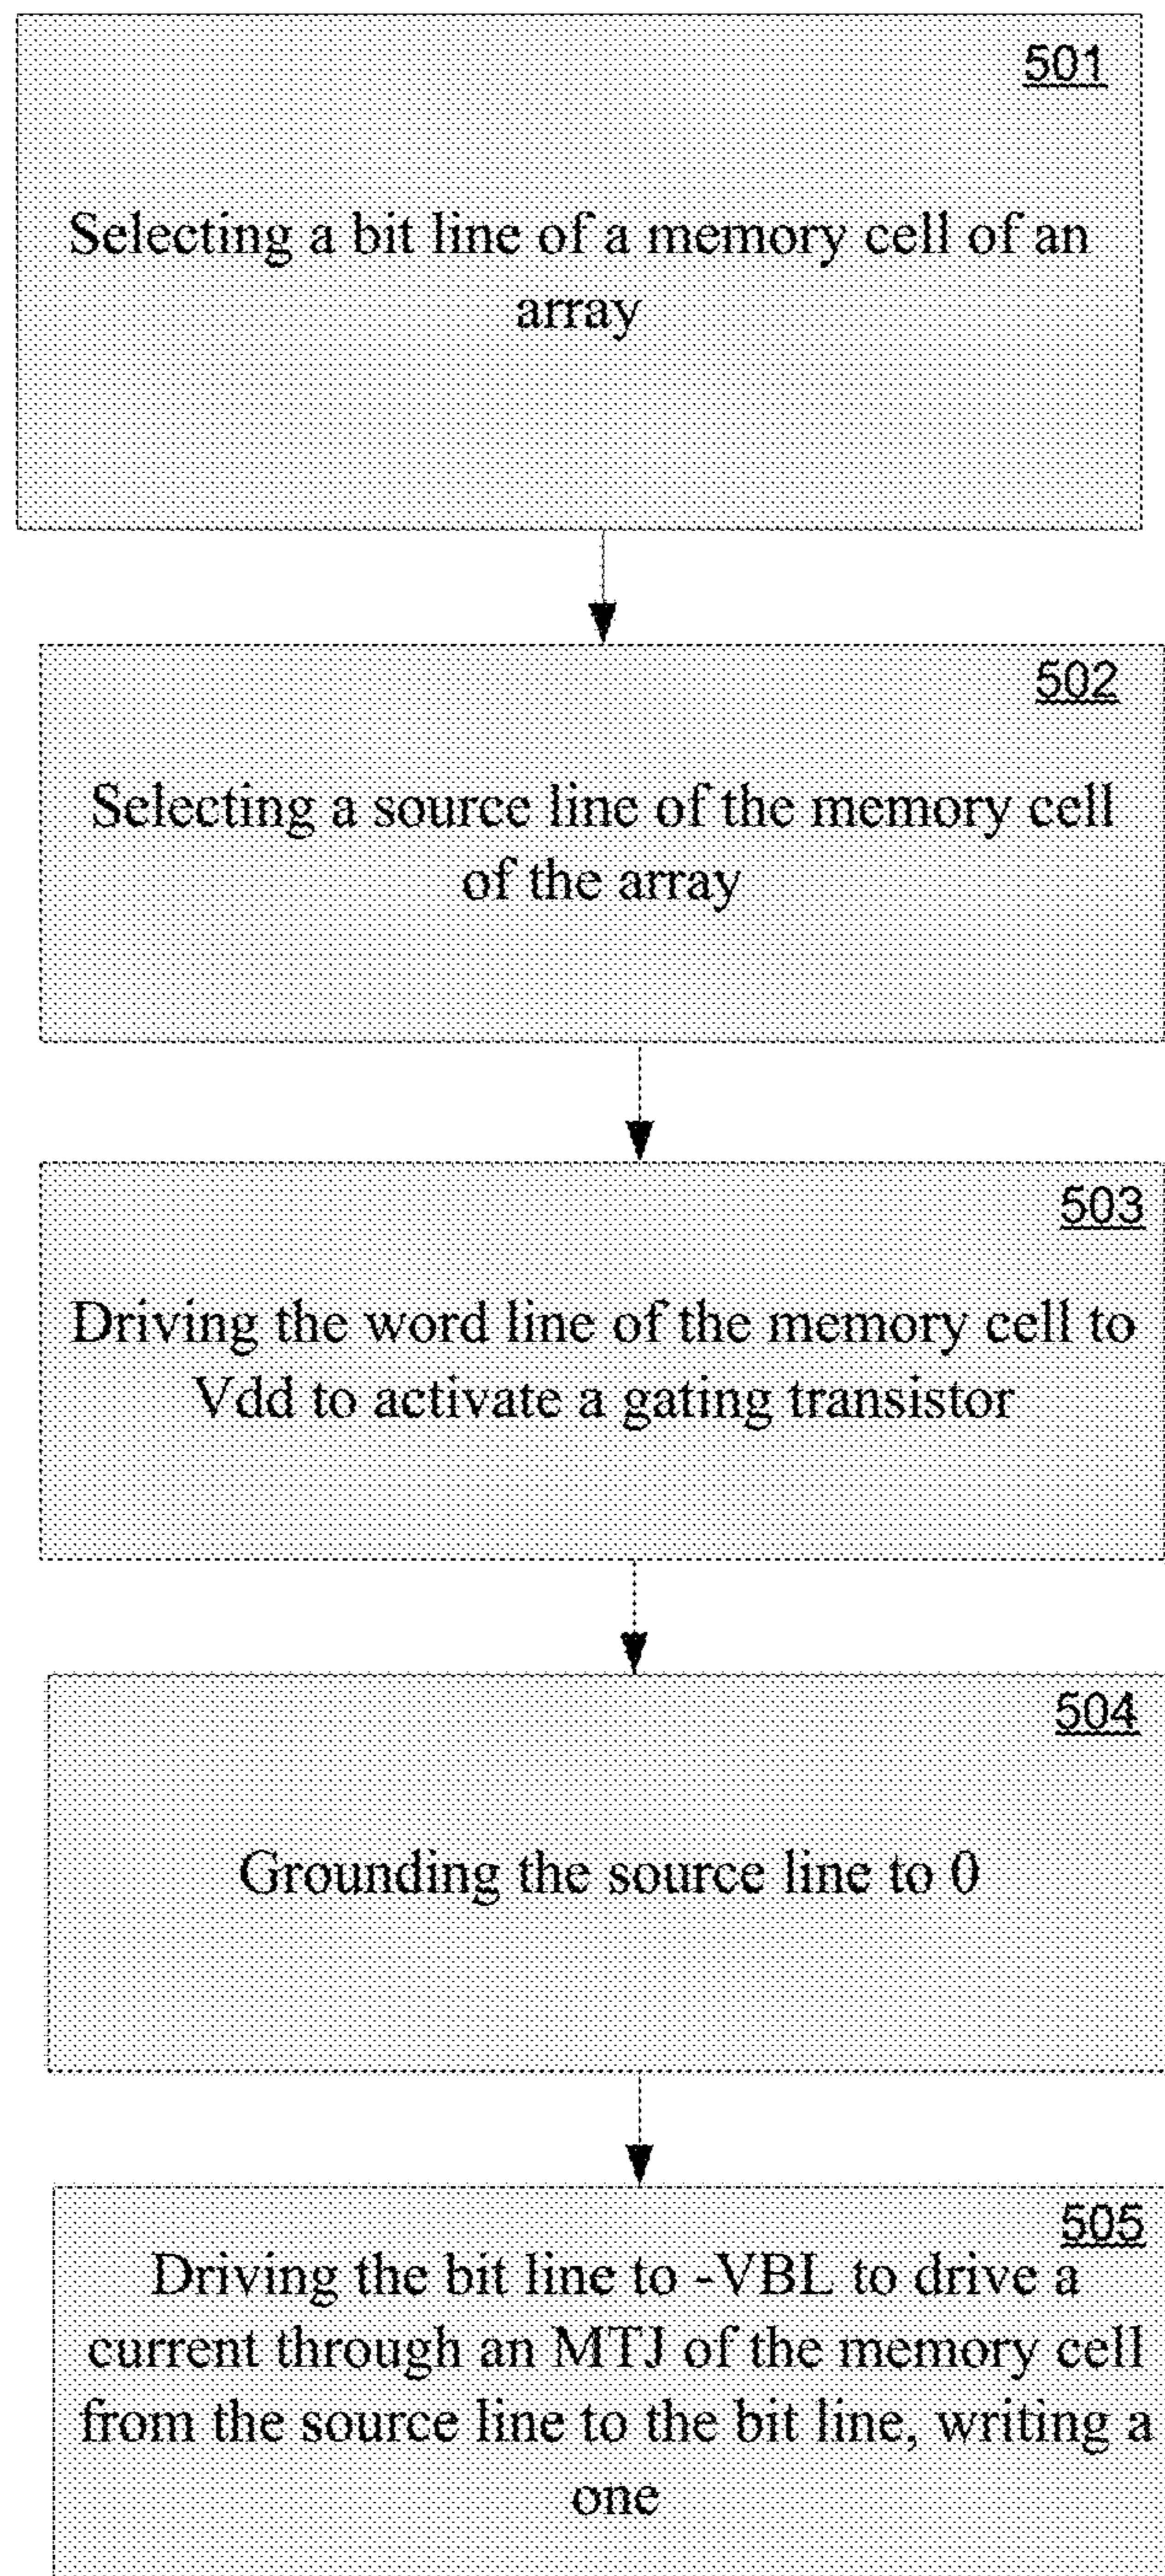 501
Selecting a bit line of a memory cell of an
array
502
Selecting a source line of the memory cell
of the array
503
Driving the word line of the memory cell to
Vdd to activate a gating transistor
504
Grounding the source line to 0
505
Driving the bit line to -VBL to drive a
current through an MTJ of the memory cell
from the source line to the bit line, writing a
one